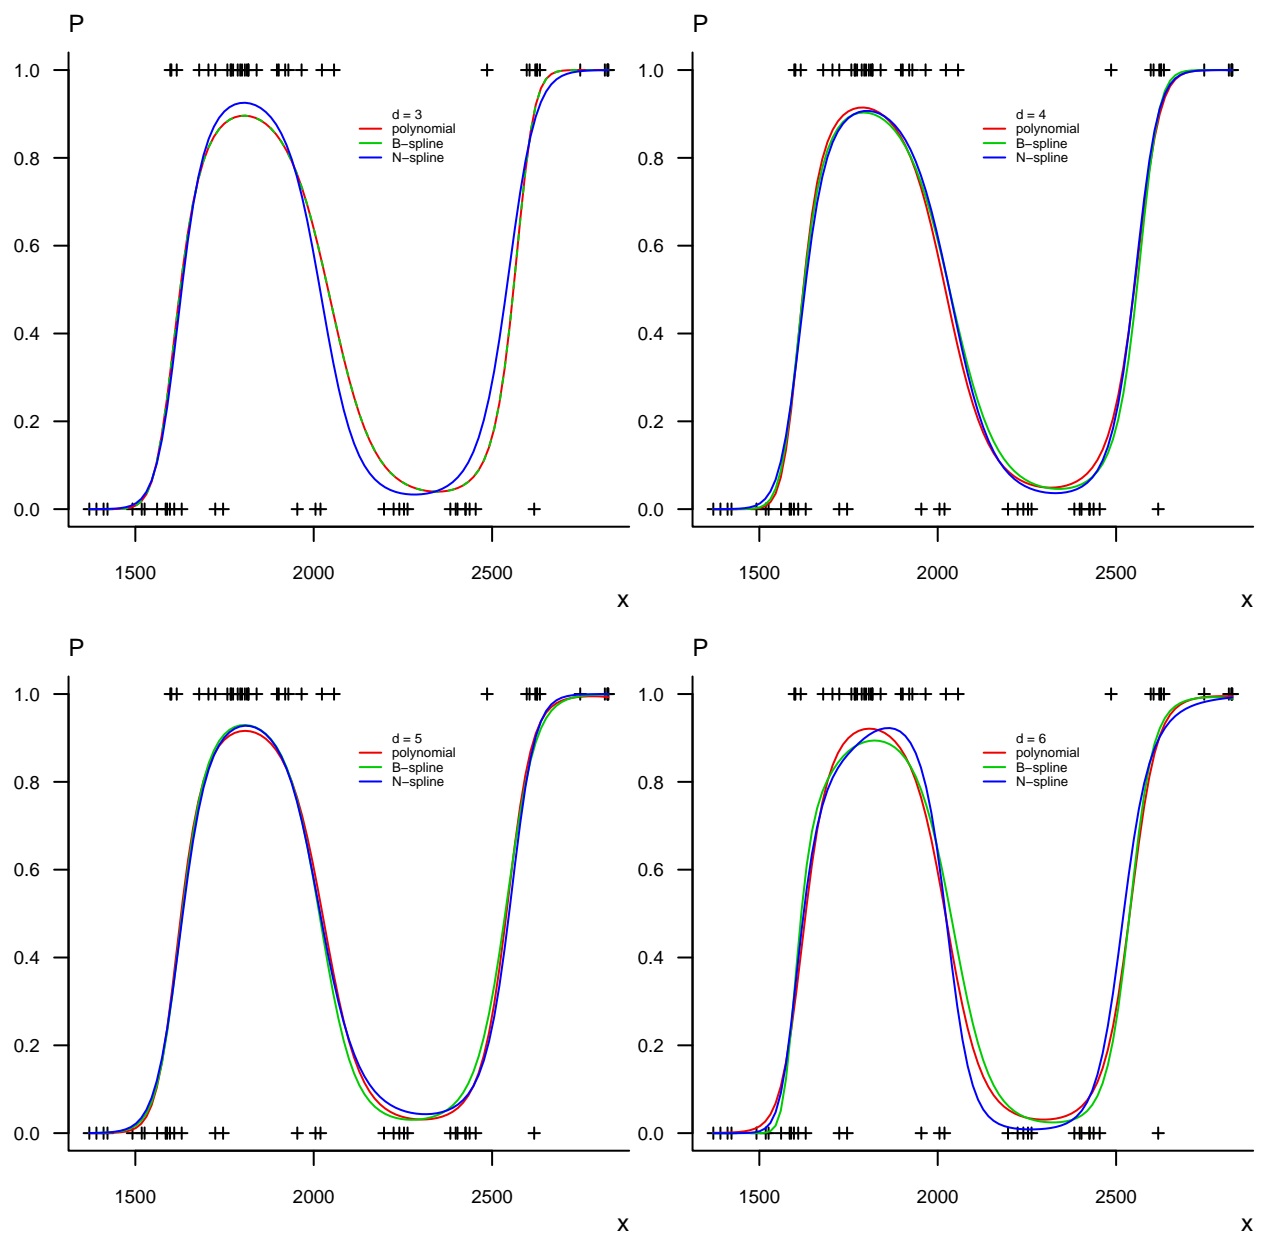 P
1.0
0.8
0.6
0.4
0.2
0.0
d = 3
polynomial
B−spline
N−spline
1500 2000 2500
x
P
1.0
0.8
0.6
0.4
0.2
0.0
d = 4
polynomial
B−spline
N−spline
1500 2000 2500
x
P
1.0
0.8
0.6
0.4
0.2
0.0
d = 5
polynomial
B−spline
N−spline
1500 2000 2500
x
P
1.0
0.8
0.6
0.4
0.2
0.0
d = 6
polynomial
B−spline
N−spline
1500 2000 2500
x